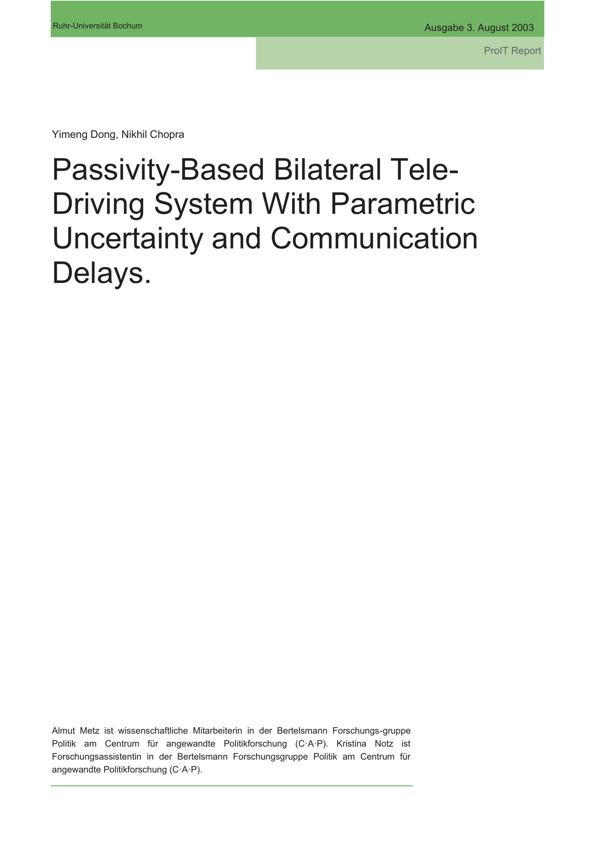 Ruhr-Universität Bochum
Ausgabe 3. August 2003
ProIT Report
Yimeng Dong, Nikhil Chopra
Passivity-Based Bilateral Tele-
Driving System With Parametric
Uncertainty and Communication
Delays.
Almut Metz ist wissenschaftliche Mitarbeiterin in der Bertelsmann Forschungs-gruppe
Politik am Centrum für angewandte Politikforschung (C·A·P). Kristina Notz ist
Forschungsassistentin in der Bertelsmann Forschungsgruppe Politik am Centrum für
angewandte Politikforschung (C·A·P).